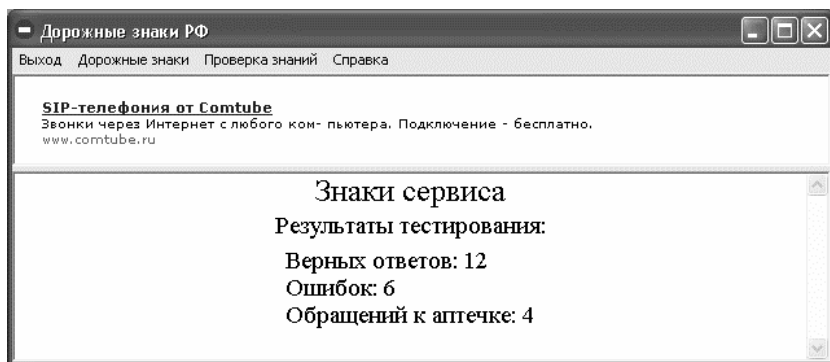 Дорожные знаки РФ
Выход Дорожные знаки Проверка знаний Справка
SIP-телефония от Comtube
Звонки через Интернет с любого ком- пьютера. Подключение - бесплатно.
www.comtube.ru
Знаки сервиса
Результаты тестирования:
Верных ответов: 12
Ошибок: 6
Обращений к аптечке: 4